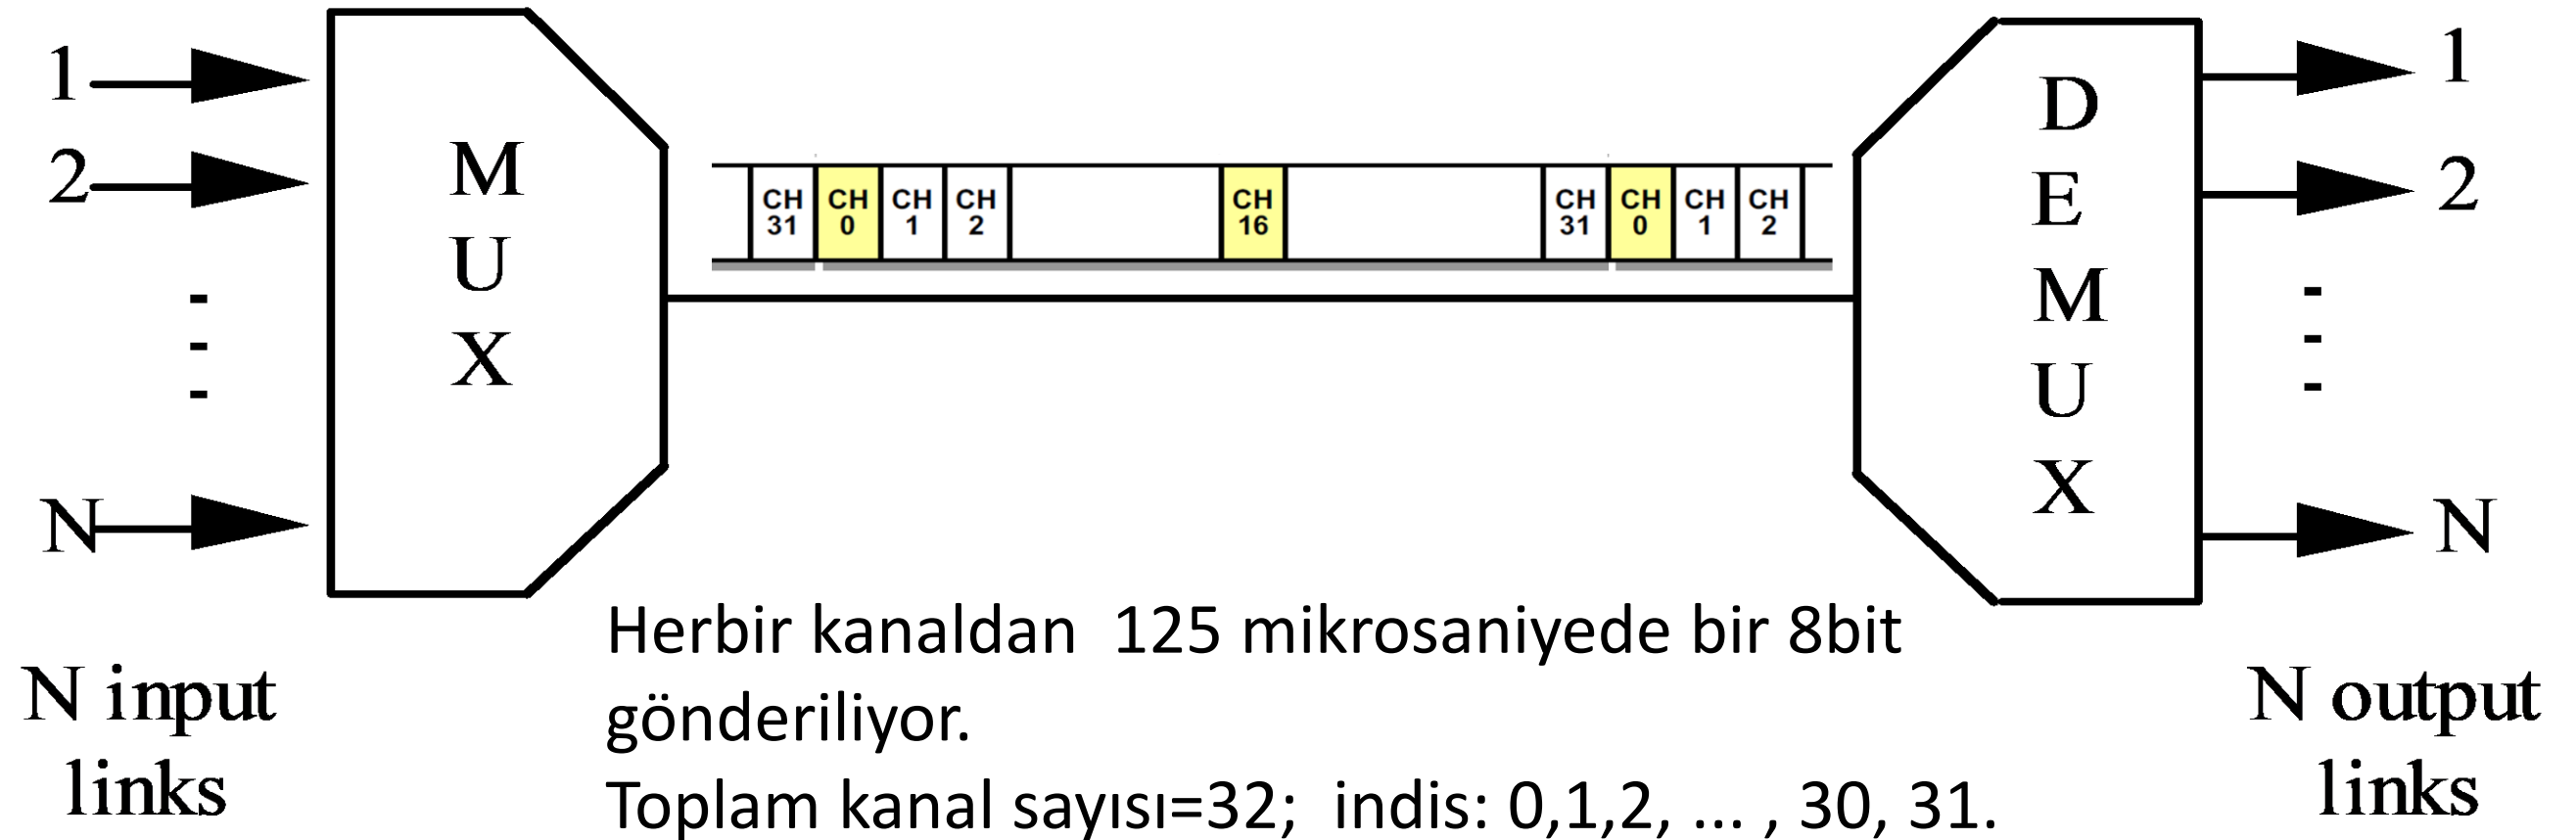 1
2
N
N input
links
M
U
X
CH
31
CH
0
CH
1
CH
2
CH
16
CH
31
CH
0
CH
1
CH
2
D
E
M
U
X
1
2
N
N output
links
Herbir kanaldan 125 mikrosaniyede bir 8bit
gönderiliyor.
Toplam kanal sayısı=32; indis: 0,1,2, ... , 30, 31.